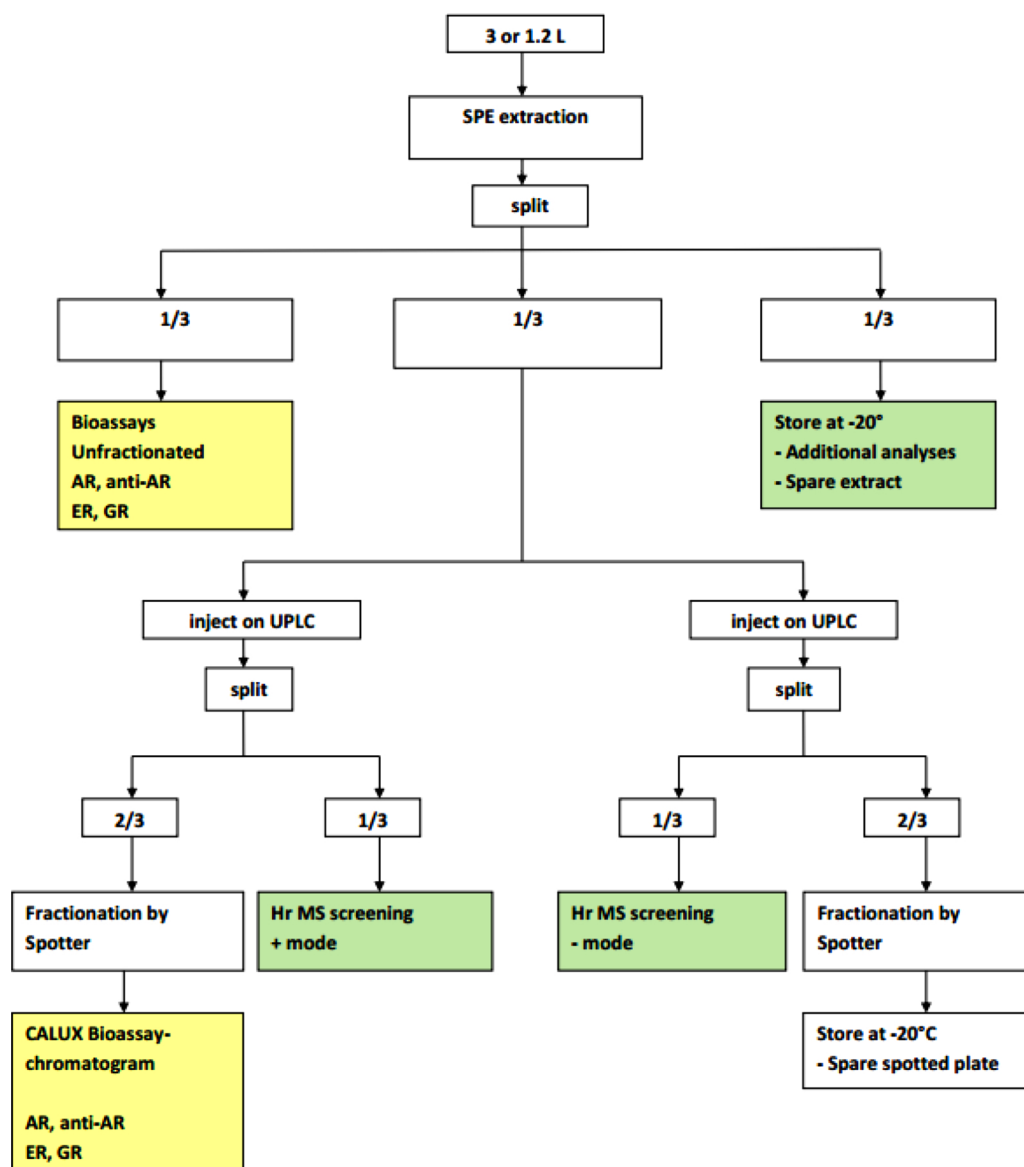 3 or 1.2 L
SPE extraction
split
1/3
1/3
1/3
Bioassays
Unfractionated
AR, anti-AR
ER, GR
Store at -20°
- Additional analyses
- Spare extract
inject on UPLC
inject on UPLC
split
split
2/3
1/3
1/3
2/3
Fractionation by
Spotter
Hr MS screening
+ mode
Hr MS screening
- mode
Fractionation by
Spotter
CALUX Bioassay-
chromatogram
AR, anti-AR
ER, GR
Store at -20°C
- Spare spotted plate